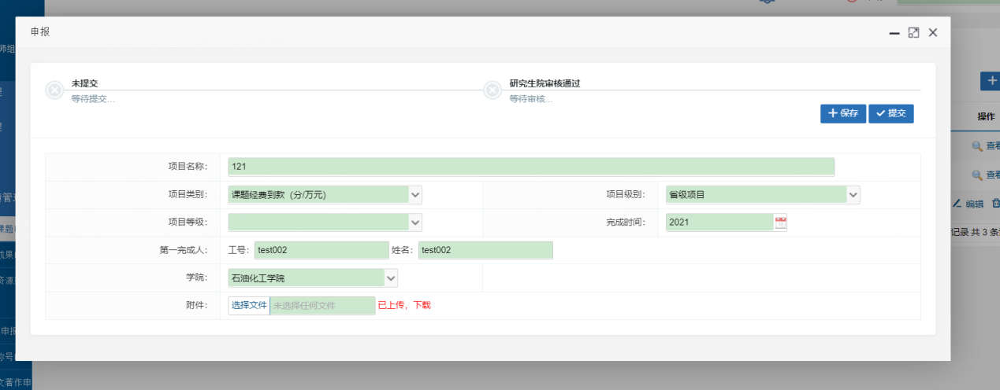 申报
未提交
等待提交...
研究生院审核通过
等待审核...
保存 提交
操作
项目名称： 121
查看
项目类别： 课题经费到款（分/万元） 项目级别： 省级项目
查看
项目等级： 完成时间： 2021
编辑
记录 共 3 条
第一完成人： 工号： test002 姓名： test002
学院： 石油化工学院
附件： 选择文件 未选择任何文件 已上传，下载
师组
管
课题
成果
资源
申报
称号
文著作申